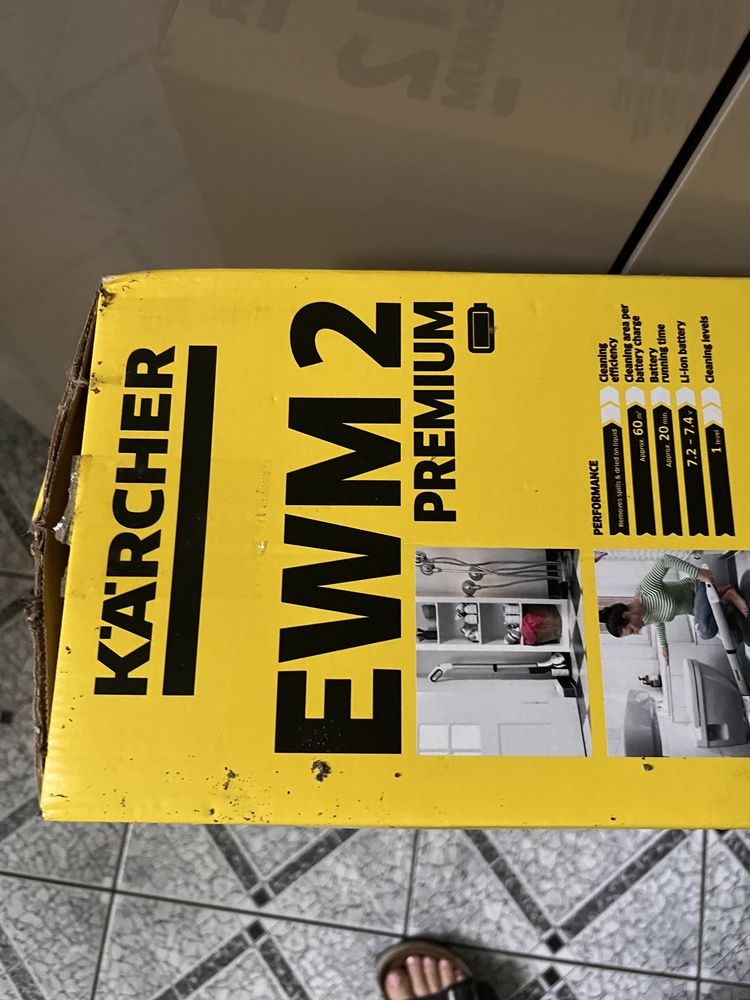 KÄRCHER
EWM 2
PREMIUM
PERFORMANCE
Removes spills & dried on liquid
Cleaning
efficiency
Approx. 60 m²
Cleaning area per
battery charge
Approx. 20 min.
Battery
running time
7.2 – 7.4 V
Li-ion battery
1 level
Cleaning levels